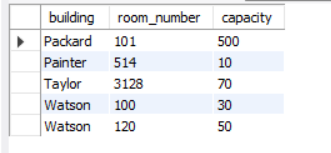 building room_number capacity
Packard 101 500
Painter 514 10
Taylor 3128 70
Watson 100 30
Watson 120 50